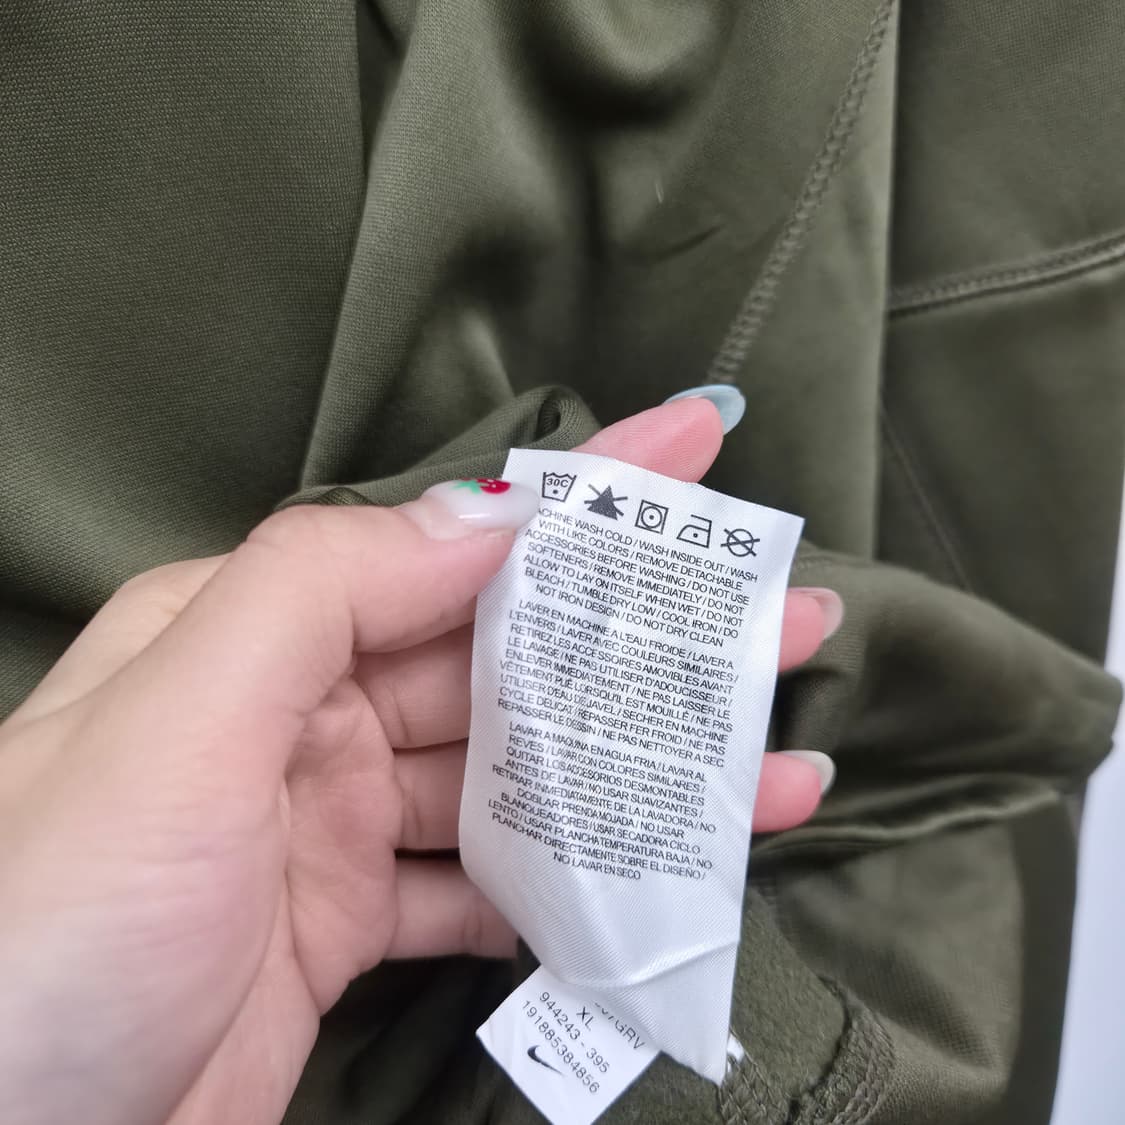 30C
MACHINE WASH COLD / WASH INSIDE OUT / WASH
WITH LIKE COLORS / REMOVE DETACHABLE
ACCESSORIES BEFORE WASHING / DO NOT USE
SOFTENERS / REMOVE IMMEDIATELY / DO NOT
ALLOW TO LAY ON ITSELF WHEN WET / DO NOT
BLEACH / TUMBLE DRY LOW / COOL IRON / DO
NOT IRON DESIGN / DO NOT DRY CLEAN
LAVER EN MACHINE A L'EAU FROIDE / LAVER A
L'ENVERS / LAVER AVEC COULEURS SIMILAIRES /
RETIREZ LES ACCESSOIRES AMOVIBLES AVANT
LE LAVAGE / NE PAS UTILISER D'ADOUCISSEUR /
ENLEVER IMMEDIATEMENT / NE PAS LAISSER LE
VÊTEMENT PLIÉ LORSQU'IL EST MOUILLÉ / NE PAS
UTILISER D'EAU DE JAVEL / SECHER EN MACHINE
CYCLE DELICAT / REPASSER FER FROID / NE PAS
REPASSER LE DESSIN / NE PAS NETTOYER A SEC
LAVAR A MAQUINA EN AGUA FRIA / LAVAR AL
REVES / LAVAR CON COLORES SIMILARES /
QUITAR LOS ACCESORIOS DESMONTABLES
ANTES DE LAVAR / NO USAR SUAVIZANTES /
RETIRAR INMEDIATAMENTE DE LA LAVADORA / NO
DOBLAR PRENDA MOJADA / NO USAR
BLANQUEADORES / USAR SECADORA CICLO
LENTO / USAR PLANCHA TEMPERATURA BAJA / NO
PLANCHAR DIRECTAMENTE SOBRE EL DISEÑO /
NO LAVAR EN SECO
/GRV
XL
944243 - 395
191885384856